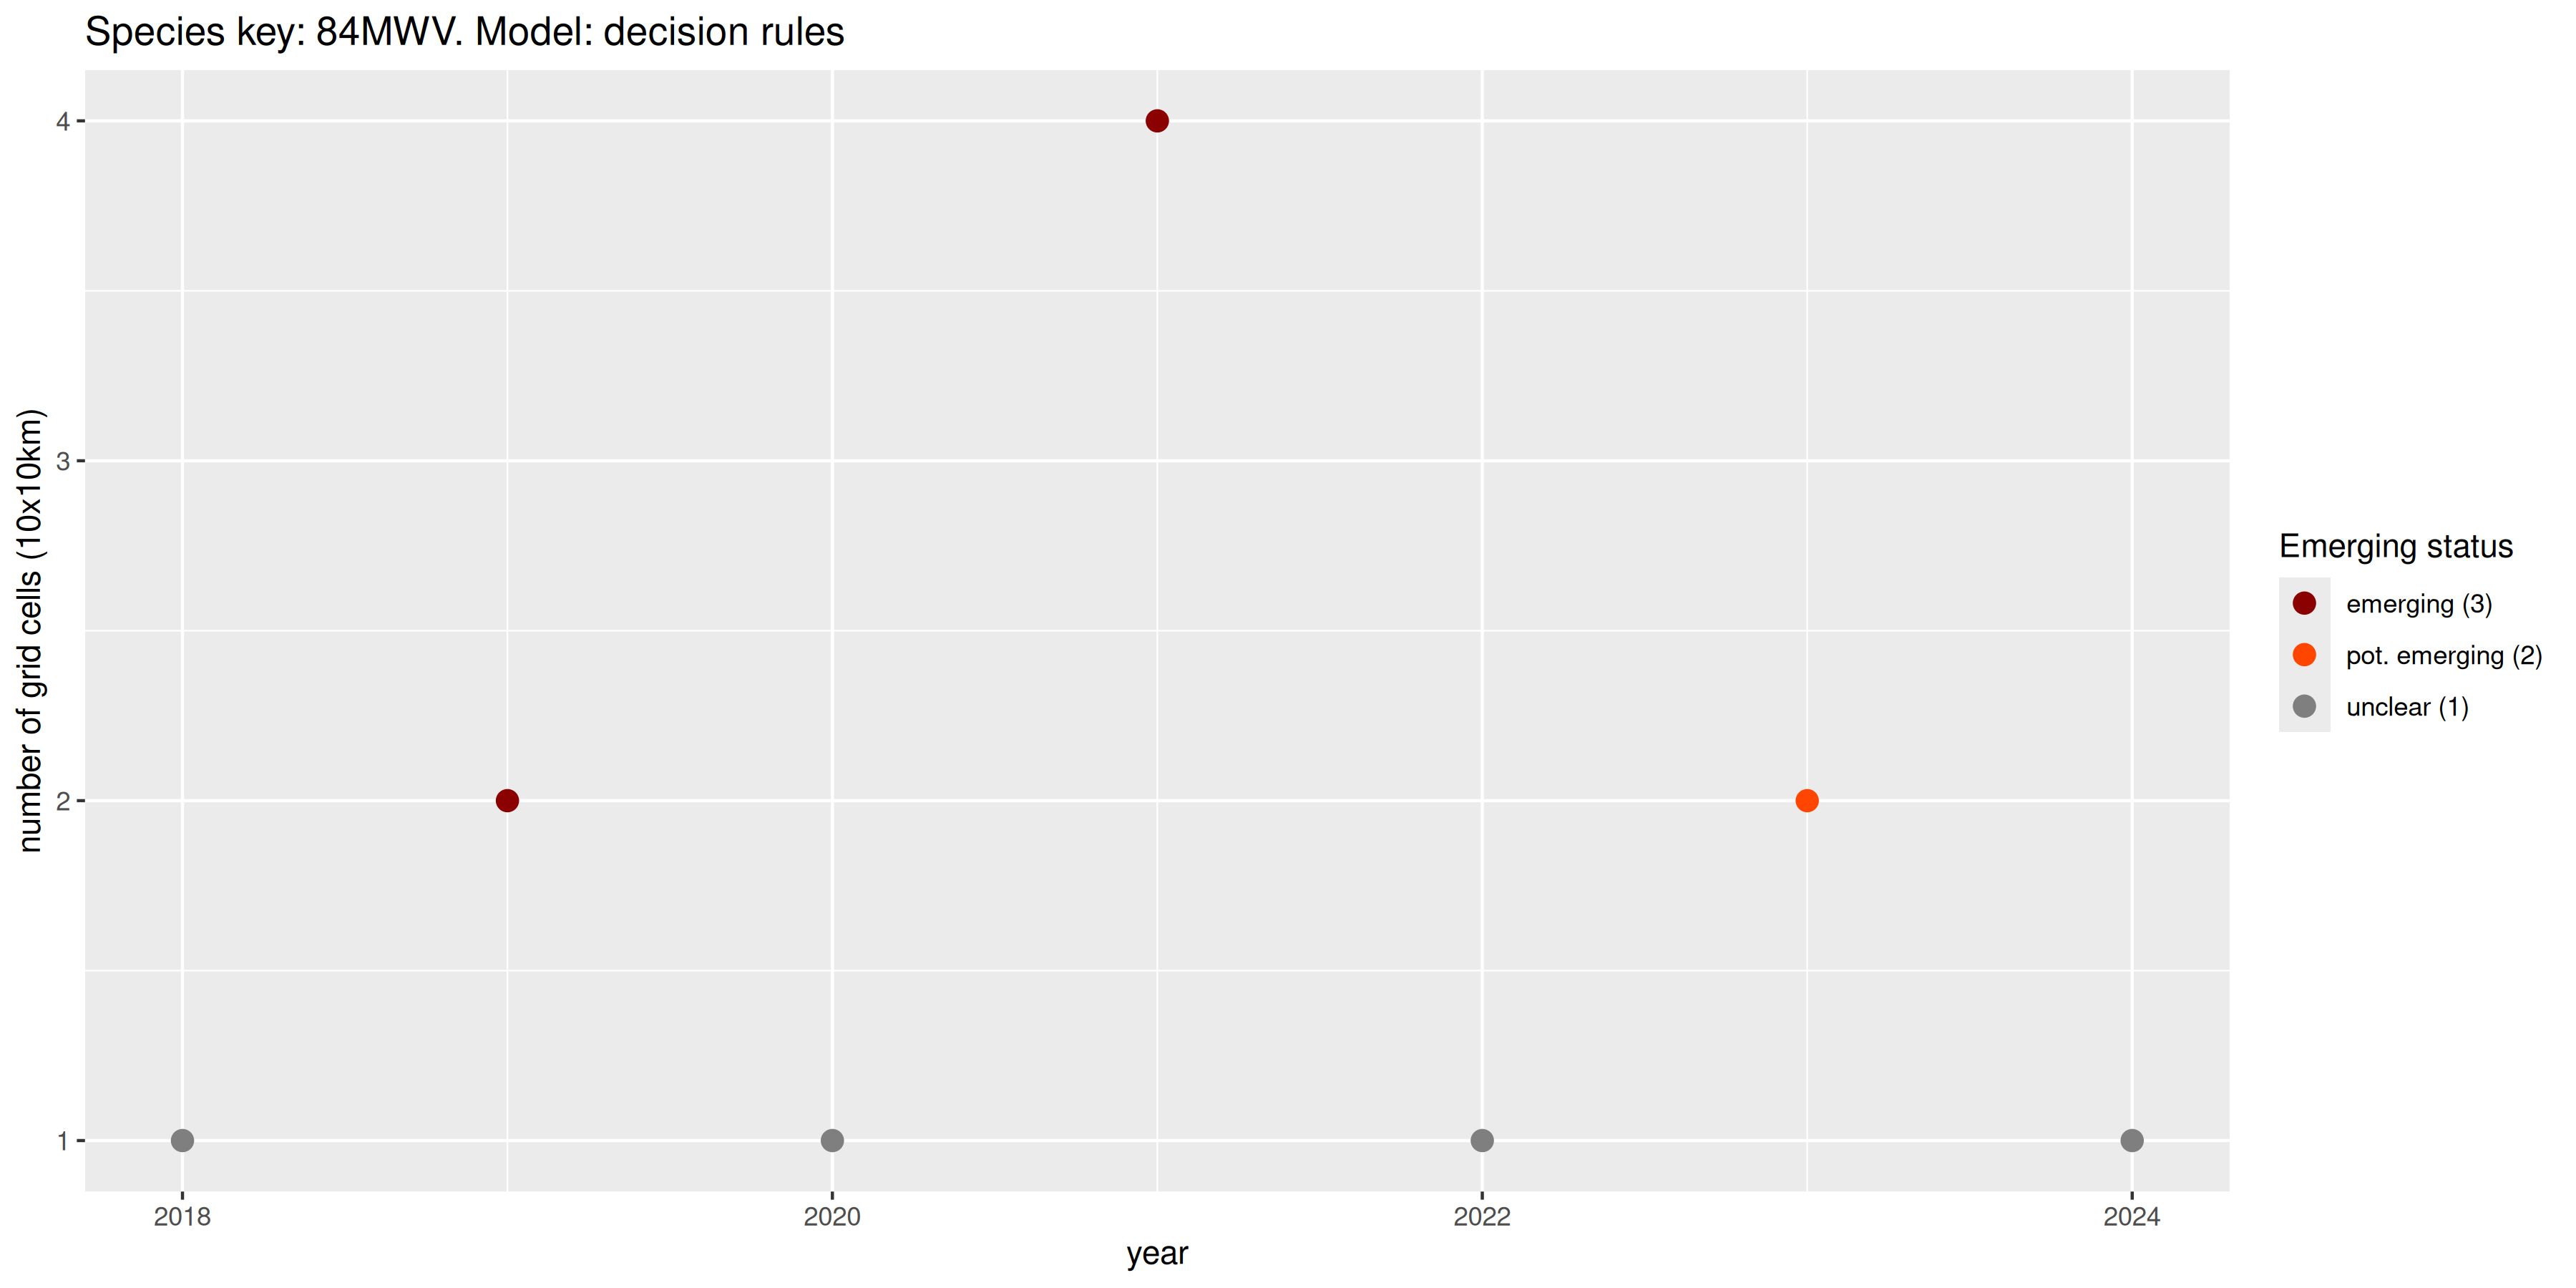 Species key: 84MWV. Model: decision rules
number of grid cells (10x10km)
4
3
2
1
2018
2020
2022
2024
year
Emerging status
emerging (3)
pot. emerging (2)
unclear (1)